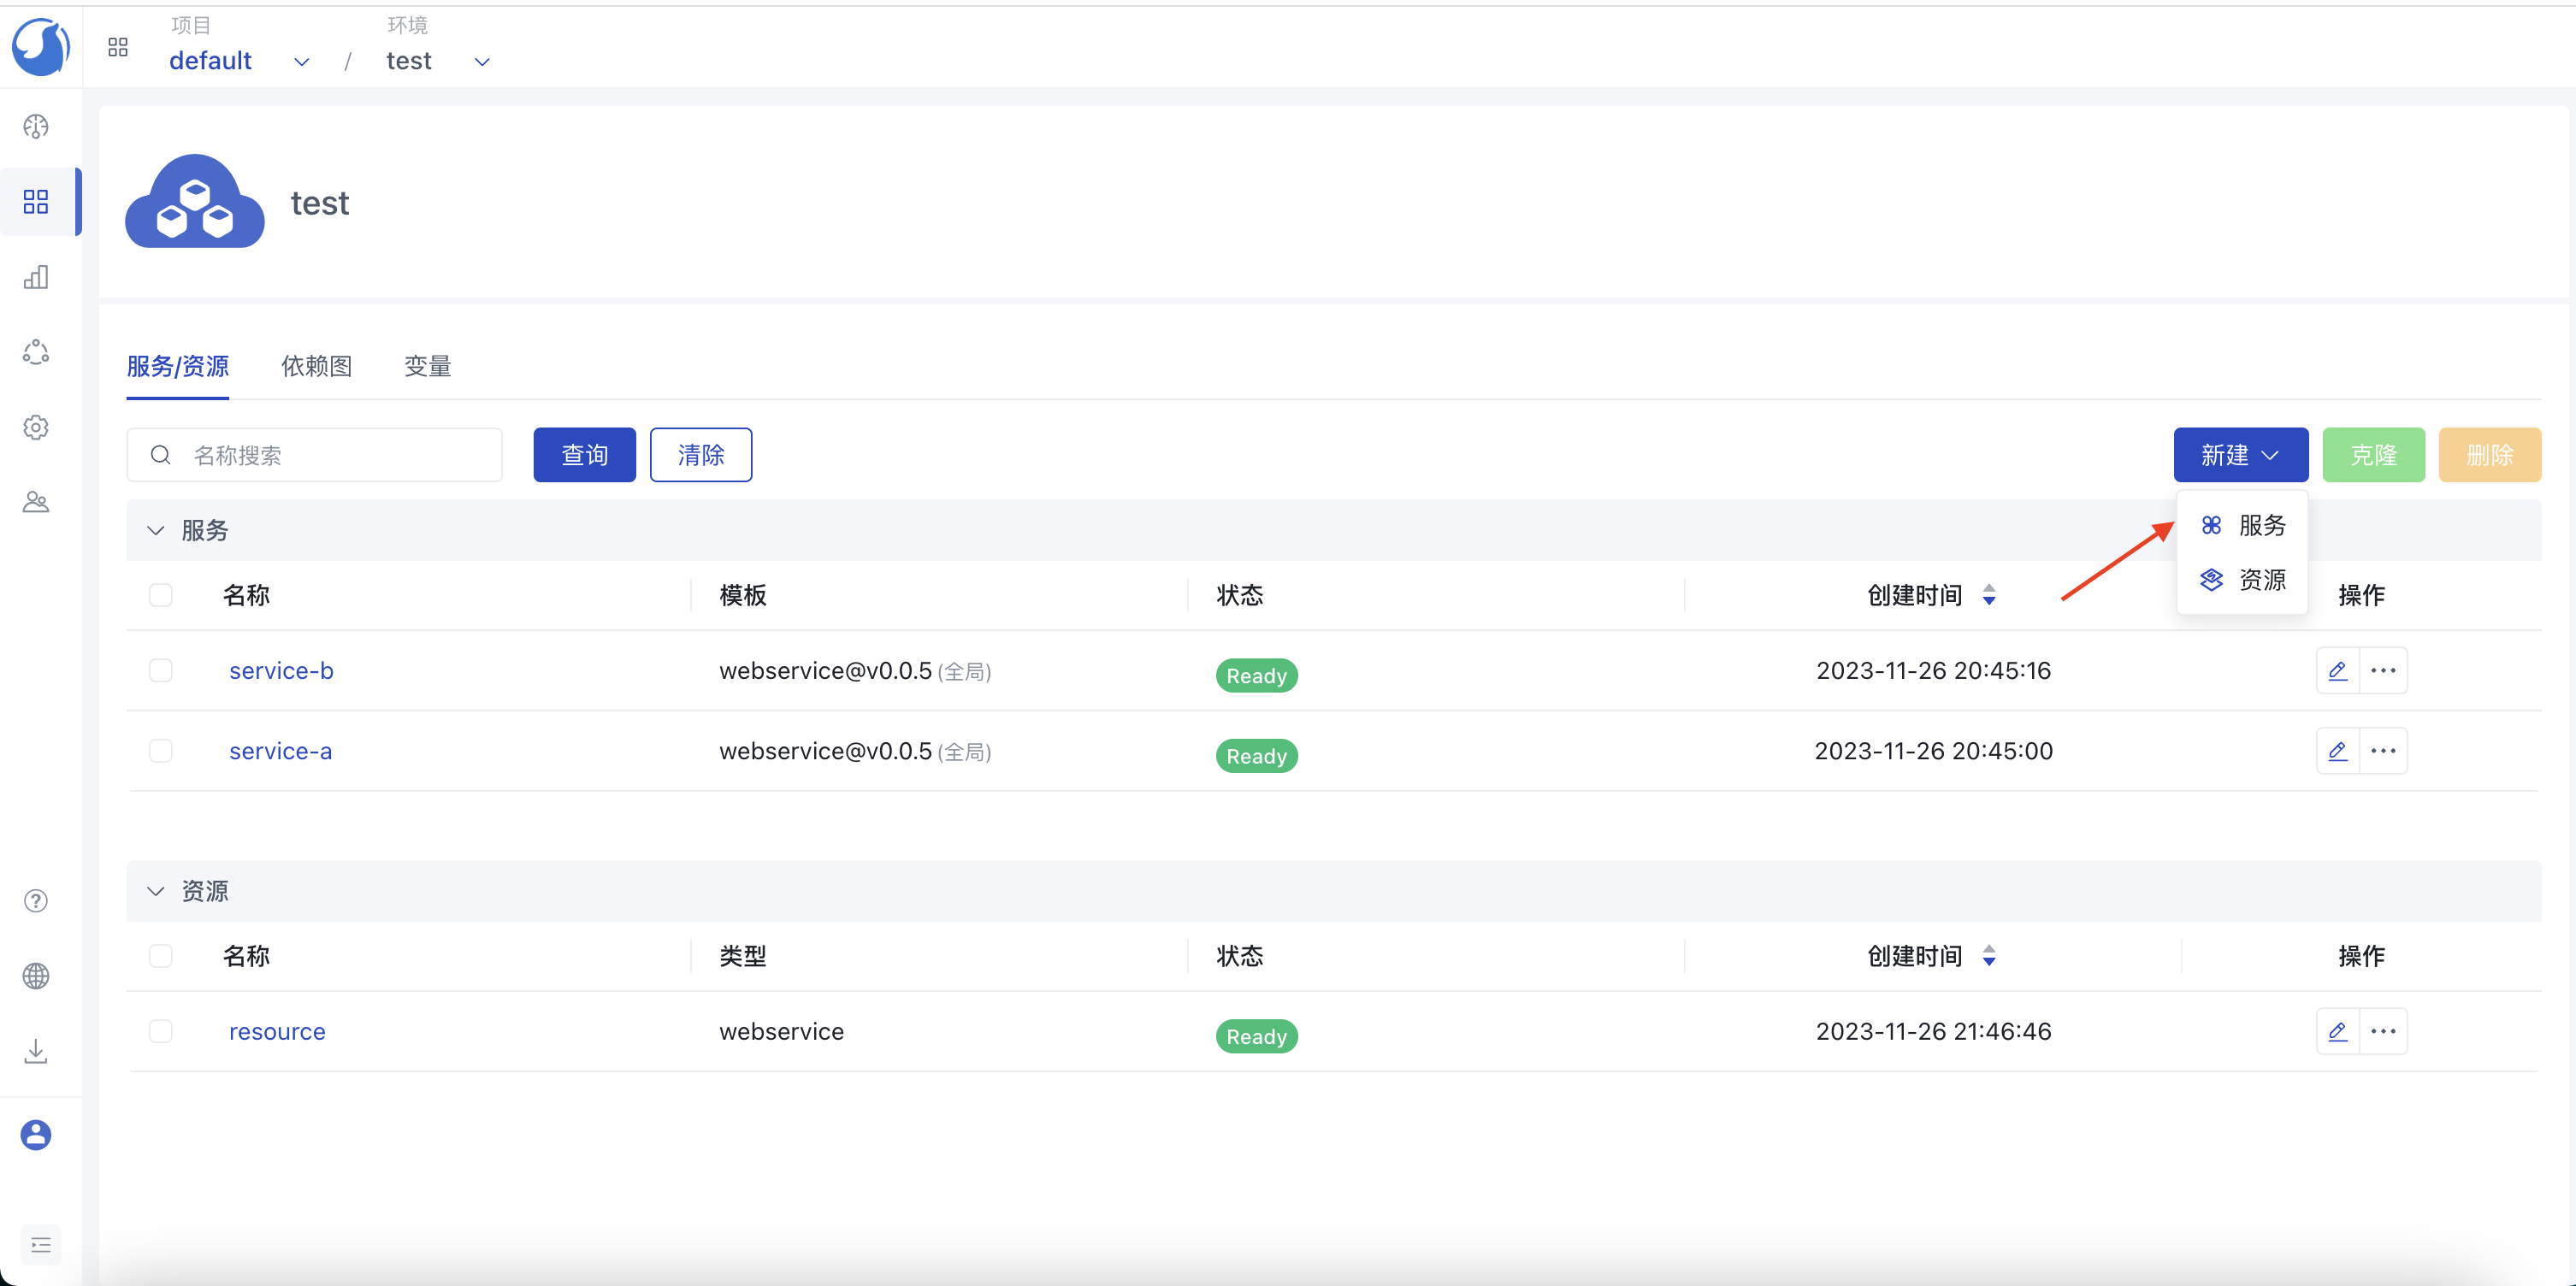 项目 环境
default / test
test
服务/资源 依赖图 变量
名称搜索 查询 清除 新建 克隆 删除
服务
资源
服务
名称 模板 状态 创建时间 操作
service-b webservice@v0.0.5 (全局) Ready 2023-11-26 20:45:16
service-a webservice@v0.0.5 (全局) Ready 2023-11-26 20:45:00
资源
名称 类型 状态 创建时间 操作
resource webservice Ready 2023-11-26 21:46:46